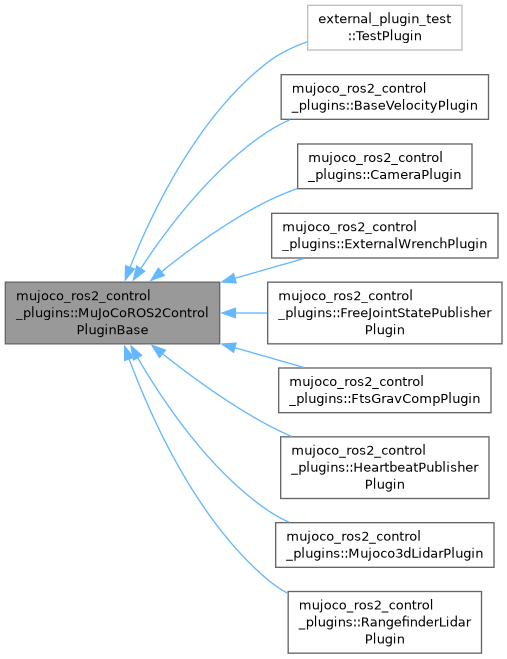 external_plugin_test
::TestPlugin
mujoco_ros2_control
_plugins::BaseVelocityPlugin
mujoco_ros2_control
_plugins::CameraPlugin
mujoco_ros2_control
_plugins::ExternalWrenchPlugin
mujoco_ros2_control
_plugins::MuJoCoROS2Control
PluginBase
mujoco_ros2_control
_plugins::FreeJointStatePublisher
Plugin
mujoco_ros2_control
_plugins::FtsGravCompPlugin
mujoco_ros2_control
_plugins::HeartbeatPublisher
Plugin
mujoco_ros2_control
_plugins::Mujoco3dLidarPlugin
mujoco_ros2_control
_plugins::RangefinderLidar
Plugin